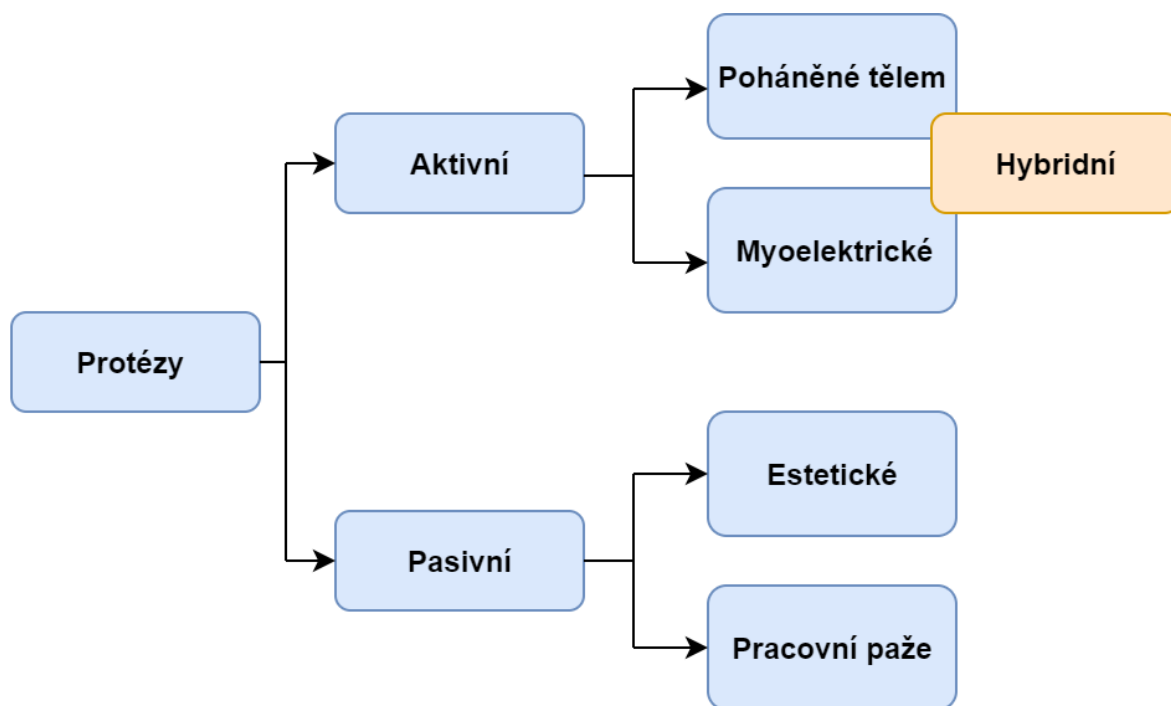 Protézy
Aktivní
Poháněné tělem
Hybridní
Myoelektrické
Pasivní
Estetické
Pracovní paže